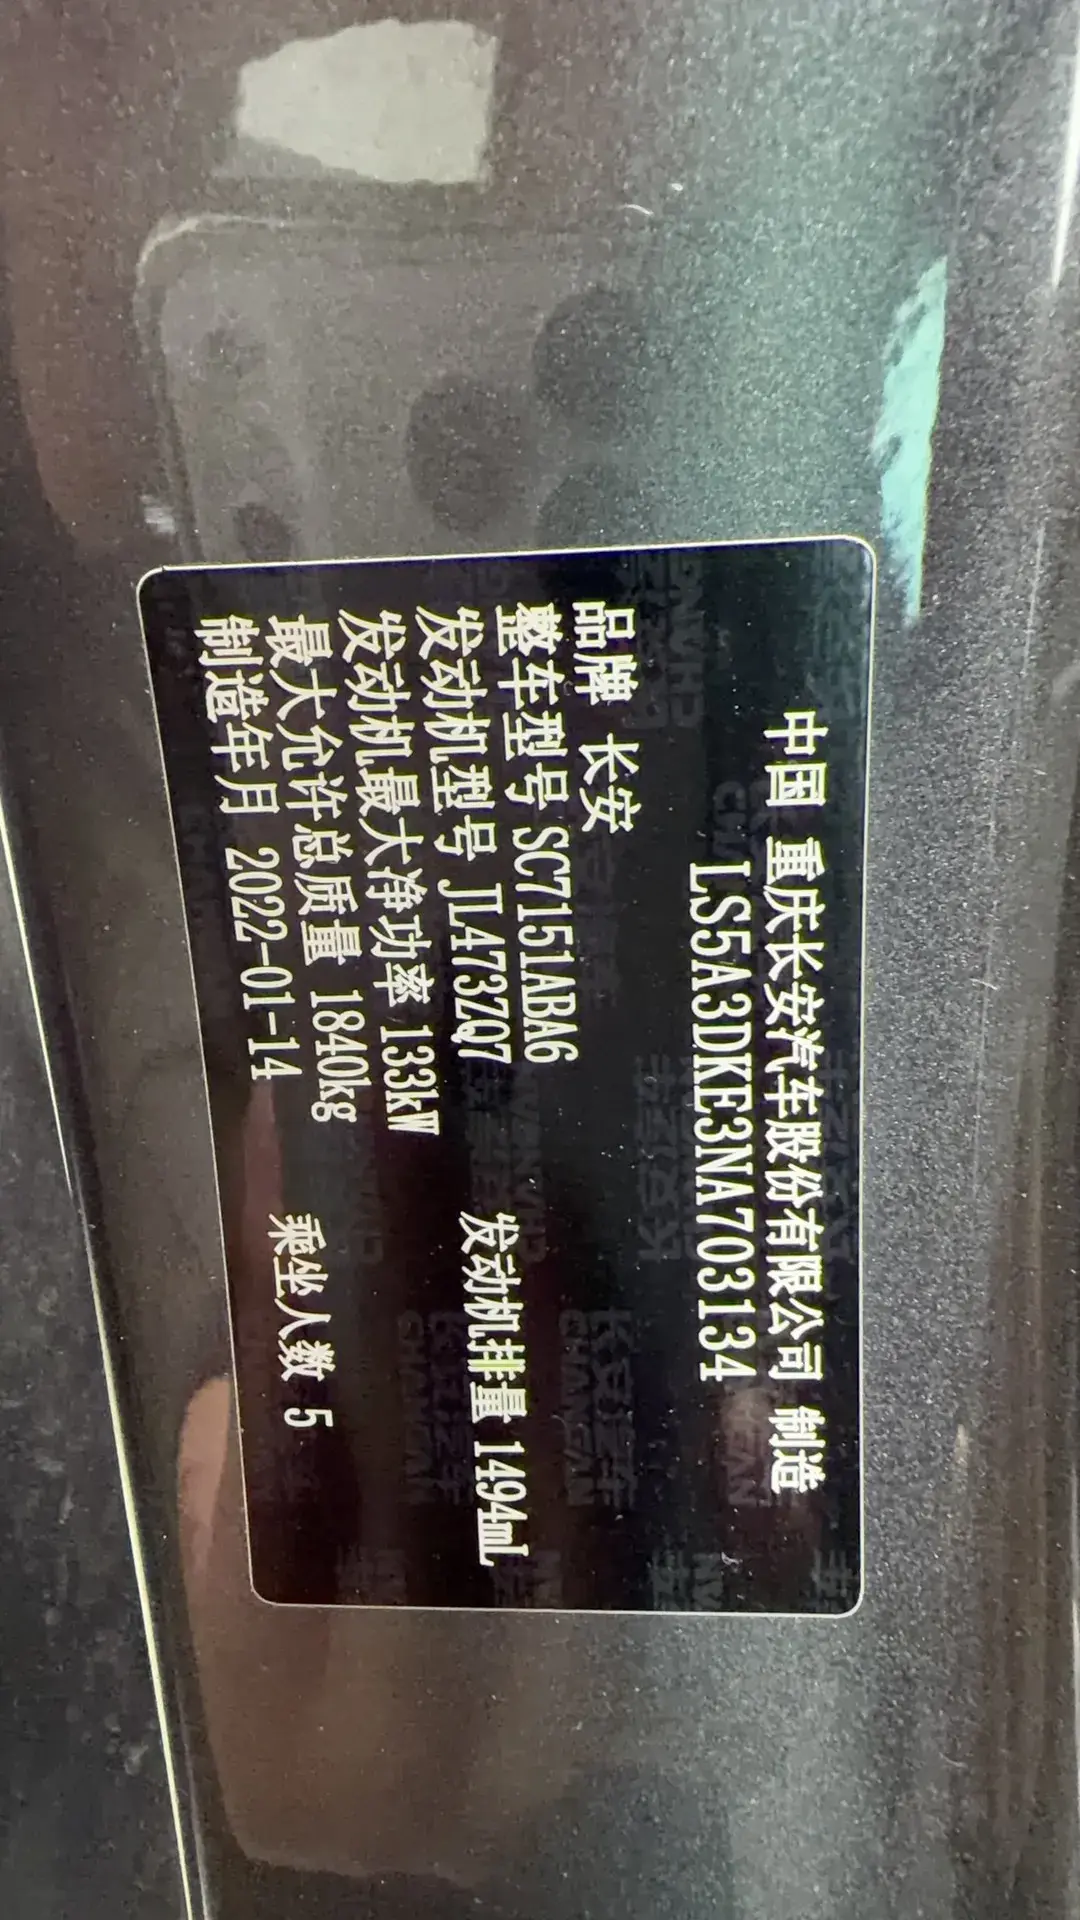 中国 重庆长安汽车股份有限公司 制造
LS5A3DKE3NA703134
品牌 长安
整车型号 SC7151ABA6
发动机型号 JL473ZQ7 发动机排量 1494mL
发动机最大净功率 133kW
最大允许总质量 1840kg 乘坐人数 5
制造年月 2022-01-14